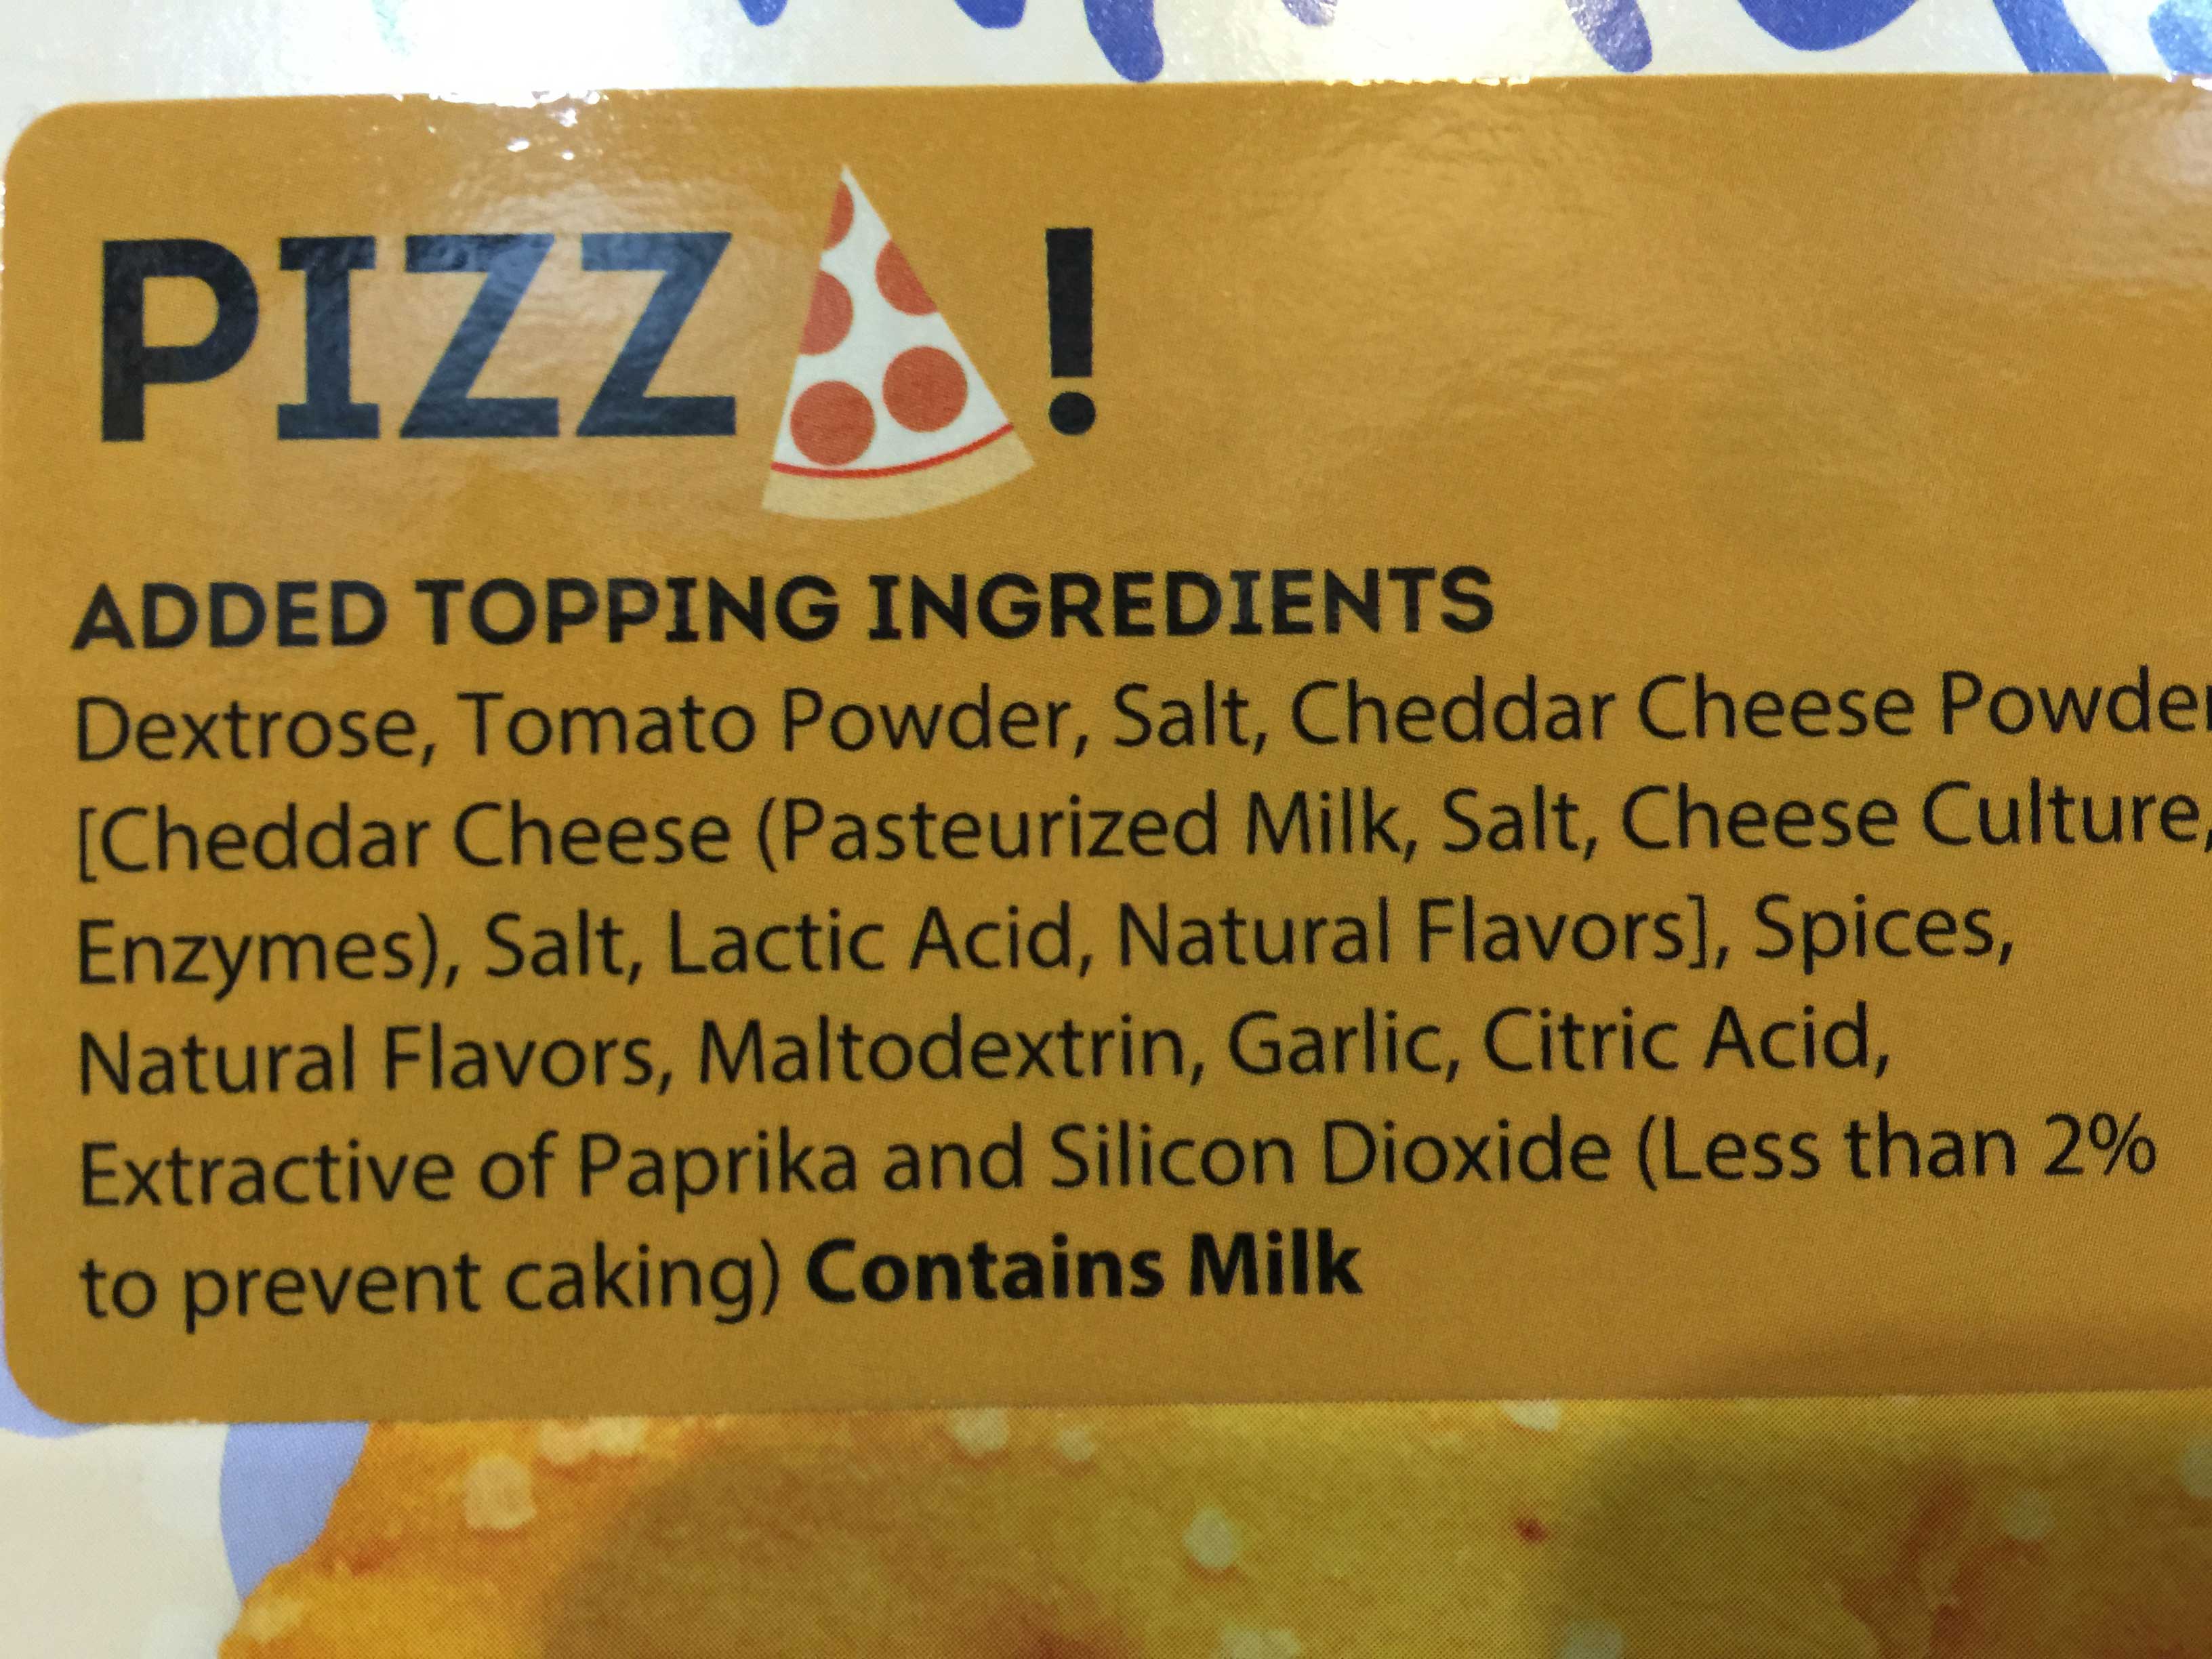 PIZZ !
ADDED TOPPING INGREDIENTS
Dextrose, Tomato Powder, Salt, Cheddar Cheese Powder
[Cheddar Cheese (Pasteurized Milk, Salt, Cheese Culture,
Enzymes), Salt, Lactic Acid, Natural Flavors], Spices,
Natural Flavors, Maltodextrin, Garlic, Citric Acid,
Extractive of Paprika and Silicon Dioxide (Less than 2%
to prevent caking) Contains Milk